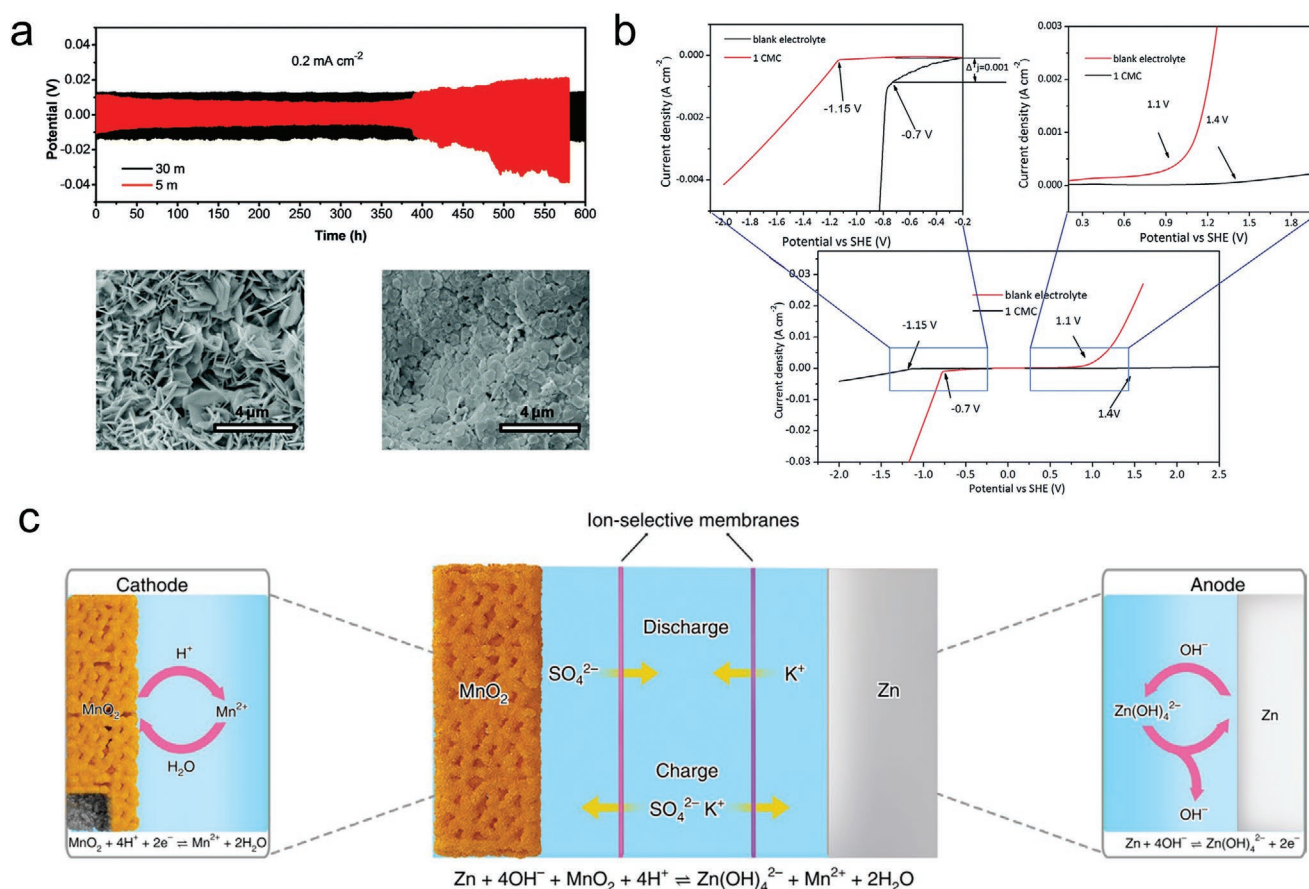 a
0.2 mA cm⁻²
Potential (V)
0.04
0.02
0.00
-0.02
-0.04
30 m
5 m
0 50 100 150 200 250 300 350 400 450 500 550 600
Time (h)
4 µm
4 µm
b
blank electrolyte
1 CMC
Δ j=0.001
-1.15 V
-0.7 V
Current density (A cm⁻²)
0.000
-0.002
-0.004
-2.0 -1.8 -1.6 -1.4 -1.2 -1.0 -0.8 -0.6 -0.4 -0.2
Potential vs SHE (V)
blank electrolyte
1 CMC
1.1 V
1.4 V
Current density (A cm⁻²)
0.003
0.002
0.001
0.000
0.3 0.6 0.9 1.2 1.5 1.8
Potential vs SHE (V)
blank electrolyte
1 CMC
-1.15 V
1.1 V
-0.7 V
1.4V
Current density (A cm⁻²)
0.03
0.02
0.01
0.00
-0.01
-0.02
-0.03
-2.0 -1.5 -1.0 -0.5 0.0 0.5 1.0 1.5 2.0 2.5
Potential vs SHE (V)
c
Ion-selective membranes
Cathode
H⁺
MnO₂
Mn²⁺
H₂O
MnO₂ + 4H⁺ + 2e⁻ ⇌ Mn²⁺ + 2H₂O
Discharge
SO₄²⁻
K⁺
MnO₂
Zn
Charge
SO₄²⁻ K⁺
Zn + 4OH⁻ + MnO₂ + 4H⁺ ⇌ Zn(OH)₄²⁻ + Mn²⁺ + 2H₂O
Anode
OH⁻
Zn(OH)₄²⁻
Zn
OH⁻
Zn + 4OH⁻ ⇌ Zn(OH)₄²⁻ + 2e⁻